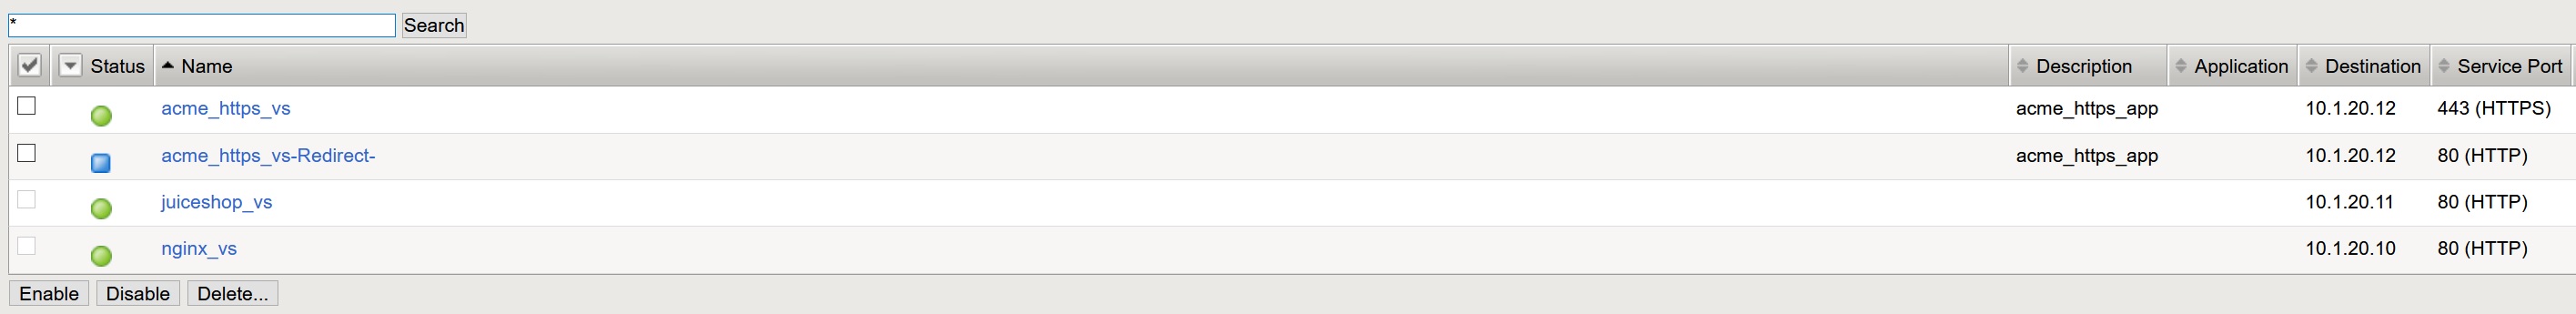 * Search
Status Name Description Application Destination Service Port
acme_https_vs acme_https_app 10.1.20.12 443 (HTTPS)
acme_https_vs-Redirect- acme_https_app 10.1.20.12 80 (HTTP)
juiceshop_vs 10.1.20.11 80 (HTTP)
nginx_vs 10.1.20.10 80 (HTTP)
Enable Disable Delete...